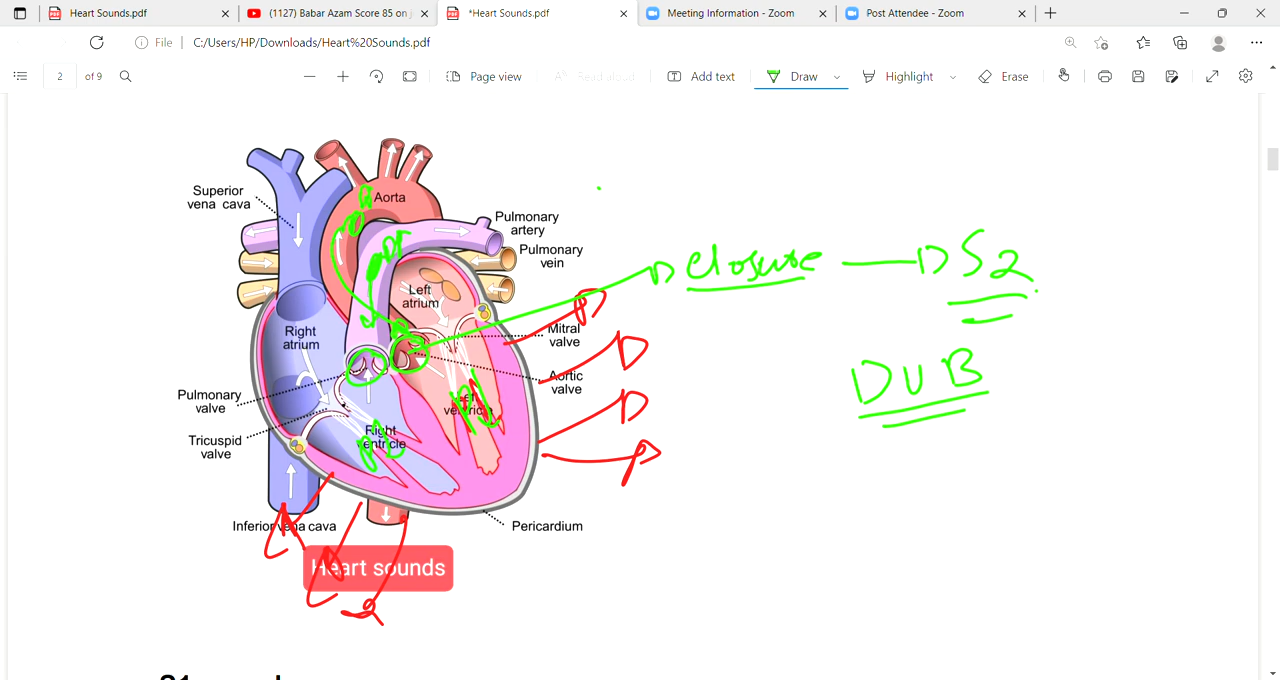 Heart Sounds.pdf
(1127) Babar Azam Score 85 on j
*Heart Sounds.pdf
Meeting Information - Zoom
Post Attendee - Zoom
File
C:/Users/HP/Downloads/Heart%20Sounds.pdf
2 of 9
Page view
Add text
Draw
Highlight
Erase
Superior
vena cava
Aorta
Pulmonary
artery
Pulmonary
vein
Left
atrium
Right
atrium
Mitral
valve
Aortic
valve
Pulmonary
valve
Tricuspid
valve
Right
ventricle
Inferior vena cava
Pericardium
Heart sounds
closure
S2
DUB